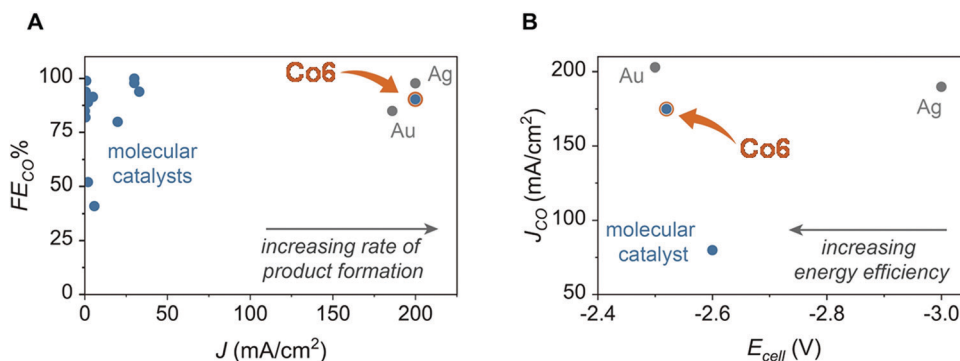 A
FE_CO%
100
75
50
25
0
Co6
Ag
Au
molecular
catalysts
increasing rate of
product formation
0
50
100
150
200
J (mA/cm²)
B
J_CO (mA/cm²)
200
150
100
50
Au
Ag
Co6
molecular
catalyst
increasing
energy efficiency
-2.4
-2.6
-2.8
-3.0
E_cell (V)